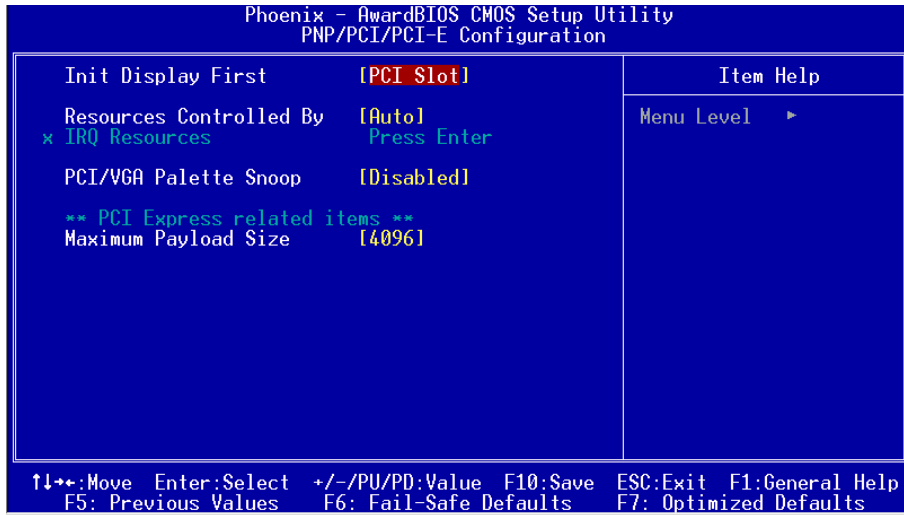 Phoenix - AwardBIOS CMOS Setup Utility
PNP/PCI/PCI-E Configuration
Init Display First [PCI Slot]
Item Help
Resources Controlled By [Auto]
Menu Level ►
x IRQ Resources Press Enter
PCI/VGA Palette Snoop [Disabled]
** PCI Express related items **
Maximum Payload Size [4096]
↑↓→←:Move Enter:Select +/-/PU/PD:Value F10:Save ESC:Exit F1:General Help
F5: Previous Values F6: Fail-Safe Defaults F7: Optimized Defaults